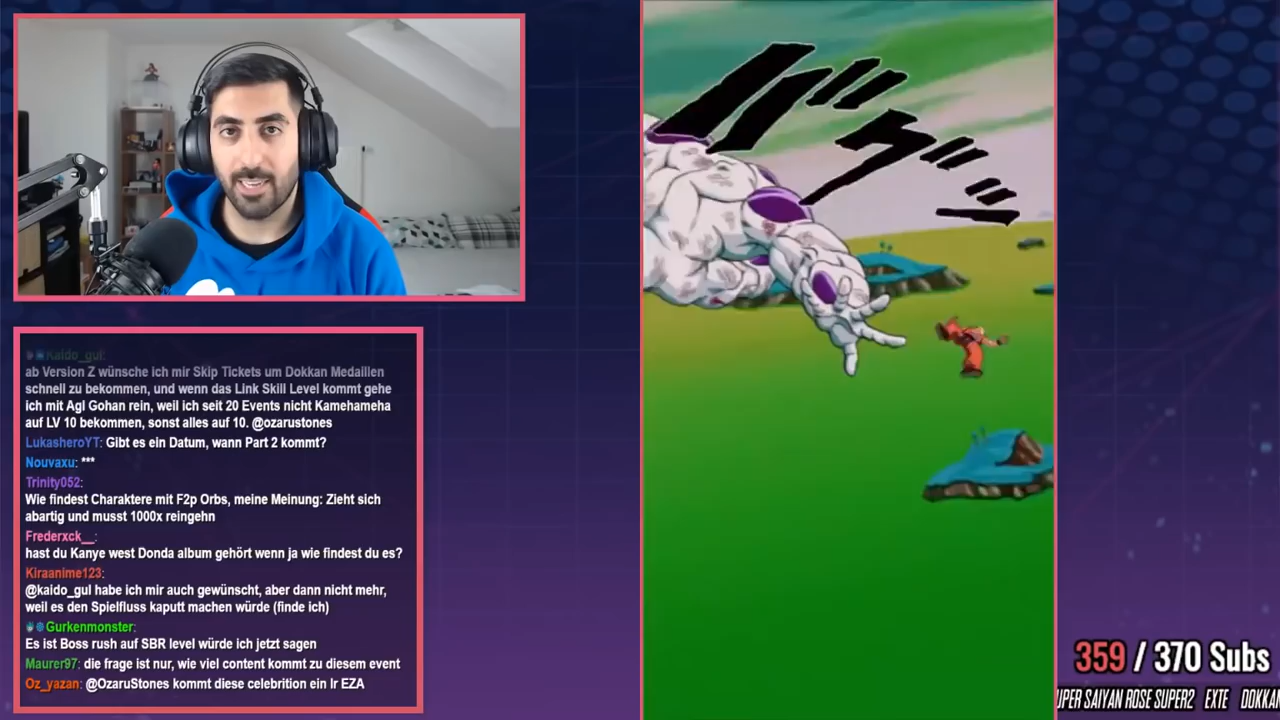 Kaido_gul:
ab Version Z wünsche ich mir Skip Tickets um Dokkan Medaillen
schnell zu bekommen, und wenn das Link Skill Level kommt gehe
ich mit Agl Gohan rein, weil ich seit 20 Events nicht Kamehameha
auf LV 10 bekommen, sonst alles auf 10. @ozarustones
LukasheroYT: Gibt es ein Datum, wann Part 2 kommt?
Nouvaxu: ***
Trinity052:
Wie findest Charaktere mit F2p Orbs, meine Meinung: Zieht sich
abartig und musst 1000x reingehn
Frederxck__:
hast du Kanye west Donda album gehört wenn ja wie findest du es?
Kiraanime123:
@kaido_gul habe ich mir auch gewünscht, aber dann nicht mehr,
weil es den Spielfluss kaputt machen würde (finde ich)
Gurkenmonster:
Es ist Boss rush auf SBR level würde ich jetzt sagen
Maurer97: die frage ist nur, wie viel content kommt zu diesem event
Oz_yazan: @OzaruStones kommt diese celebrition ein lr EZA
バグッ
359 / 370 Subs
UPER SAIYAN ROSE SUPER2 EXTE DOKKAN